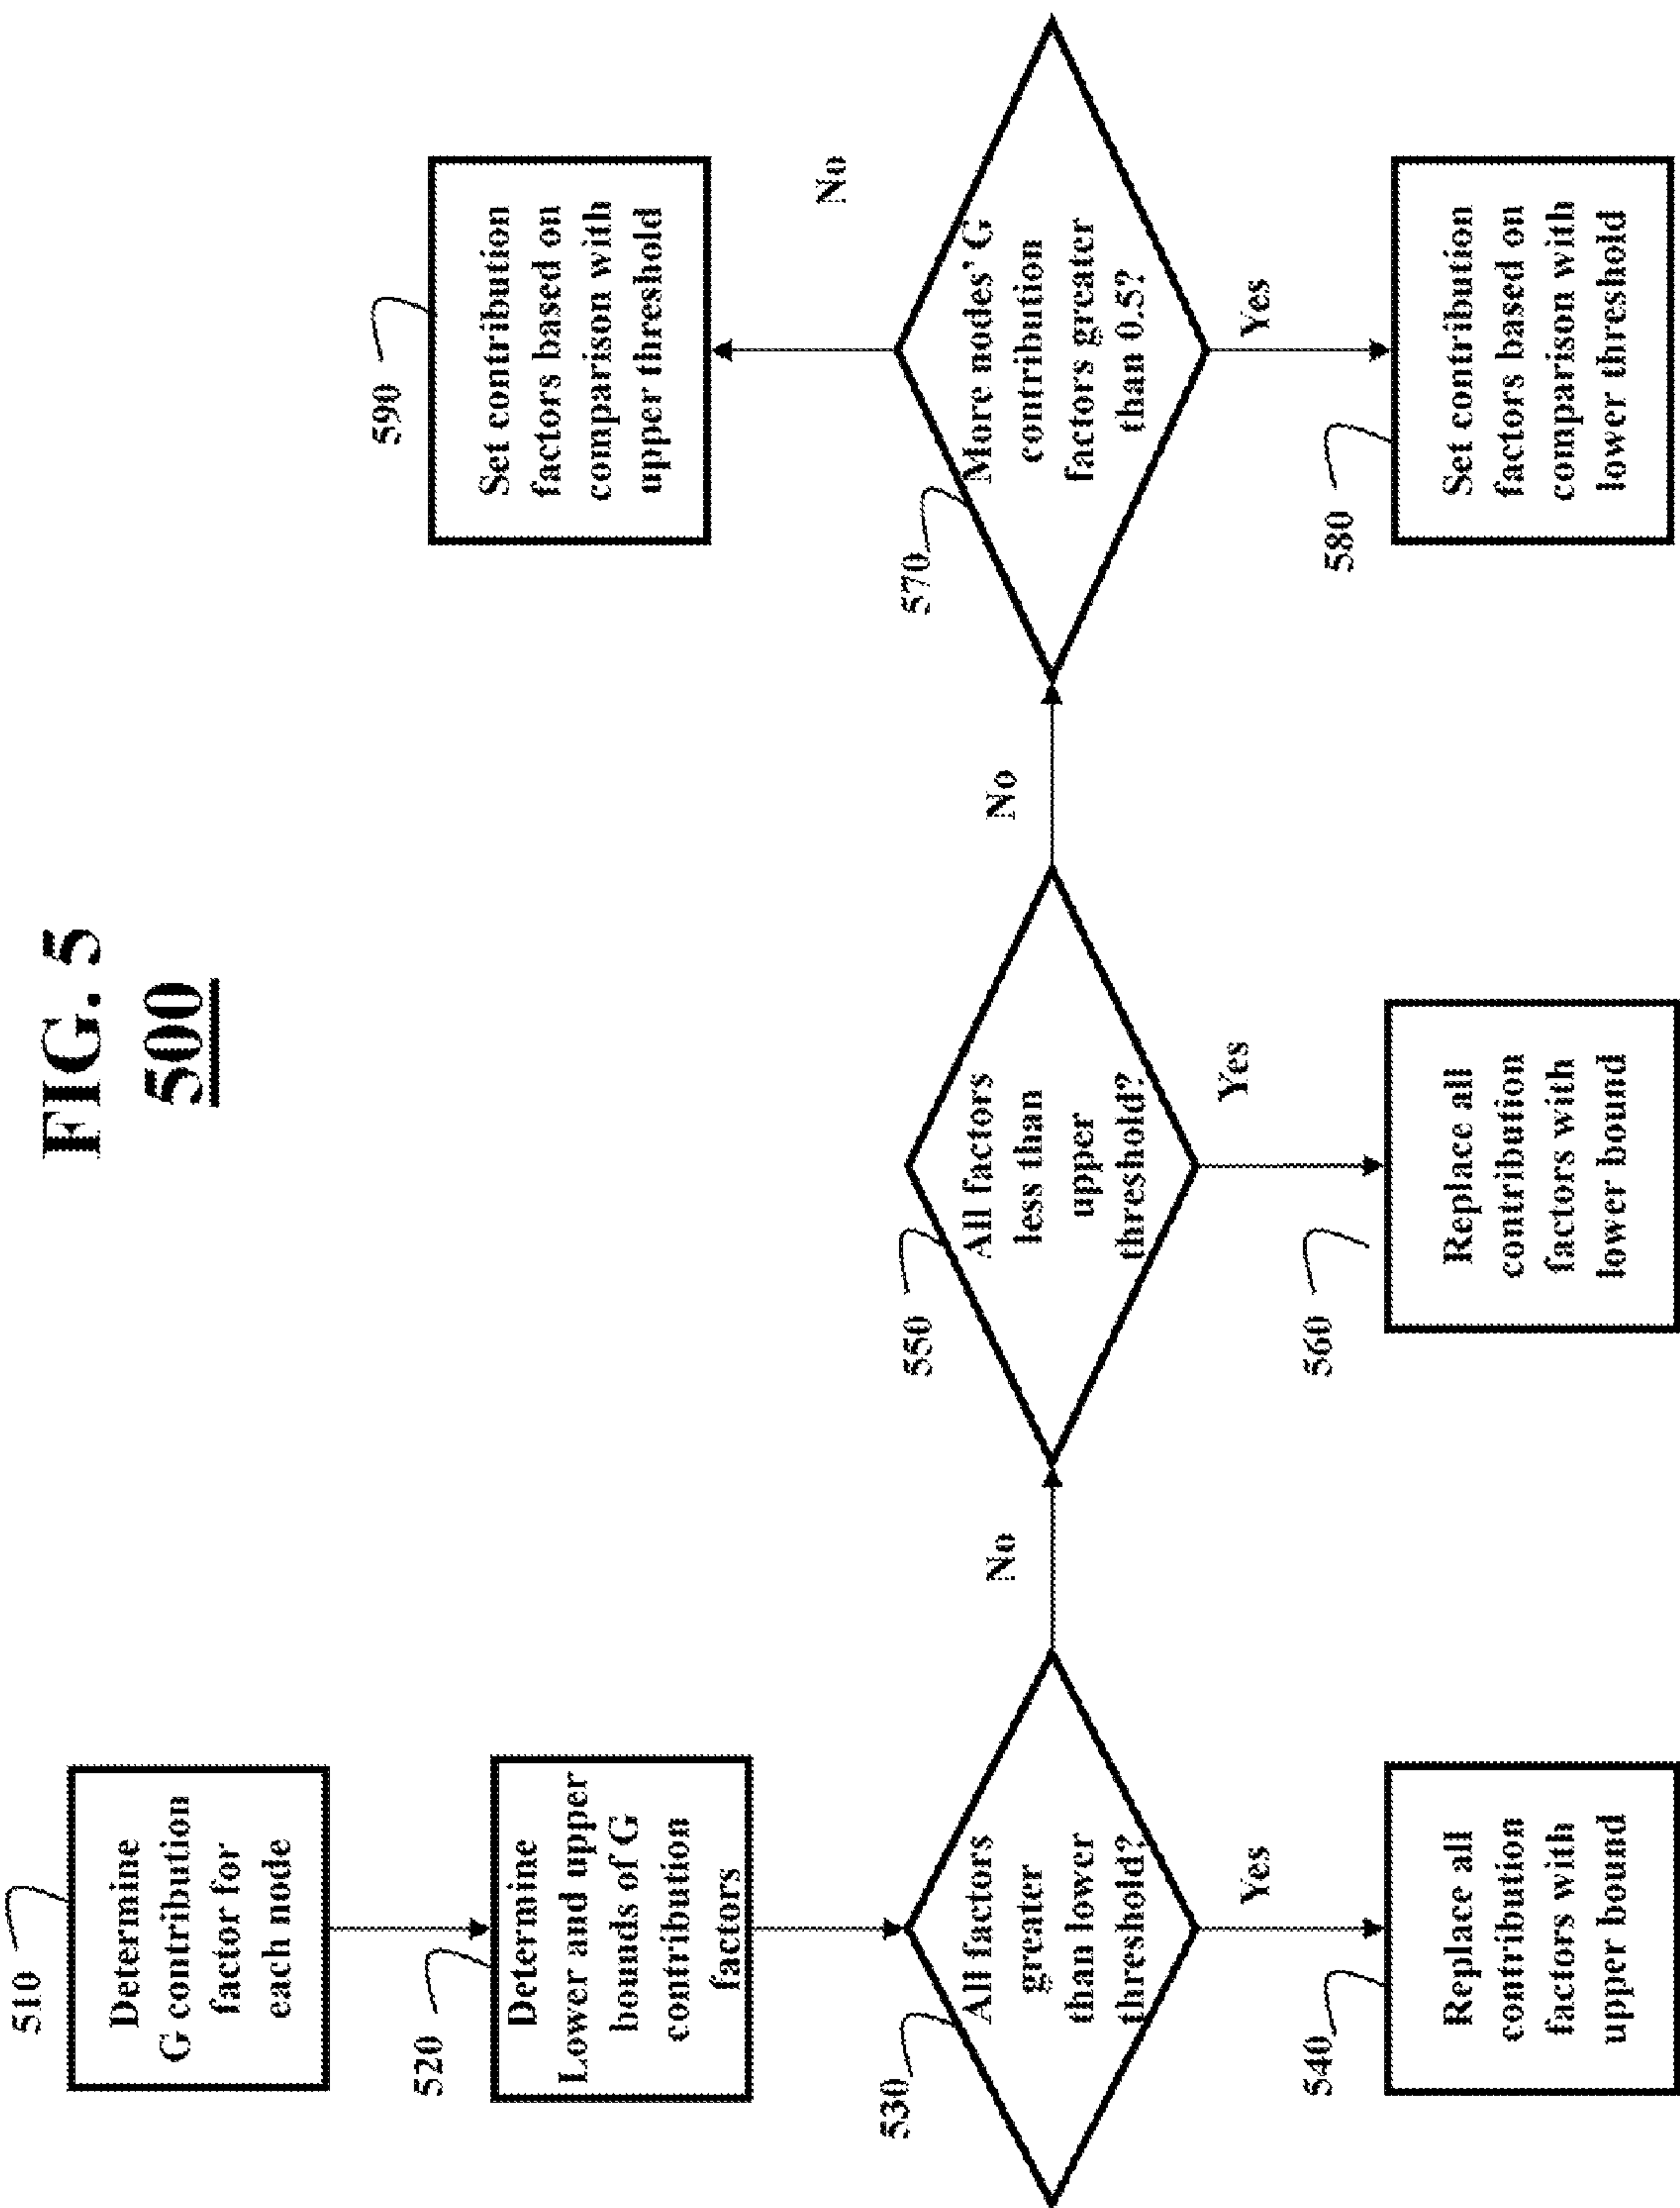 FIG. 5
500
510
Determine
G contribution
factor for
each node
520
Determine
Lower and upper
bounds of G
contribution
factors
530
All factors
greater
than lower
threshold?
Yes
No
540
Replace all
contribution
factors with
upper bound
550
All factors
less than
upper
threshold?
Yes
No
560
Replace all
contribution
factors with
lower bound
570
More nodes' G
contribution
factors greater
than 0.5?
Yes
No
580
Set contribution
factors based on
comparison with
lower threshold
590
Set contribution
factors based on
comparison with
upper threshold